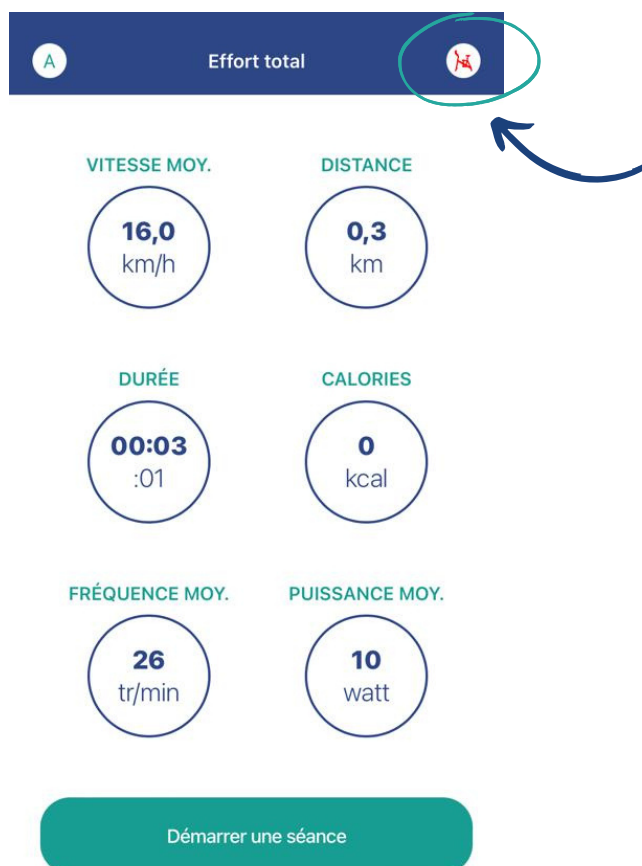 A
Effort total
VITESSE MOY.
DISTANCE
16,0
km/h
0,3
km
DURÉE
CALORIES
00:03
:01
0
kcal
FRÉQUENCE MOY.
PUISSANCE MOY.
26
tr/min
10
watt
Démarrer une séance